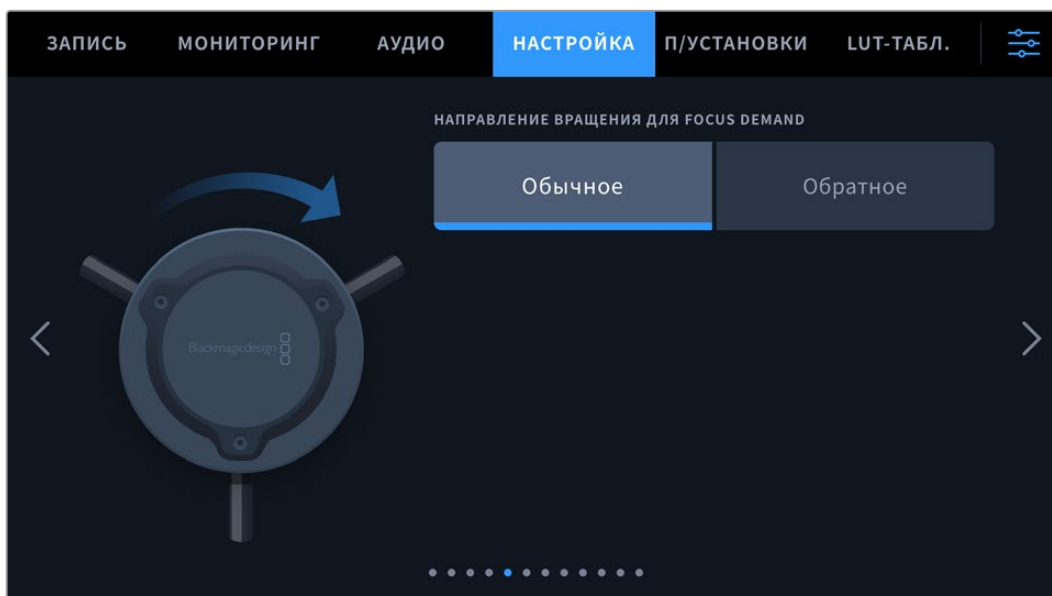 ЗАПИСЬ МОНИТОРИНГ АУДИО НАСТРОЙКА П/УСТАНОВКИ LUT-ТАБЛ.
НАПРАВЛЕНИЕ ВРАЩЕНИЯ ДЛЯ FOCUS DEMAND
Обычное Обратное
Blackmagicdesign